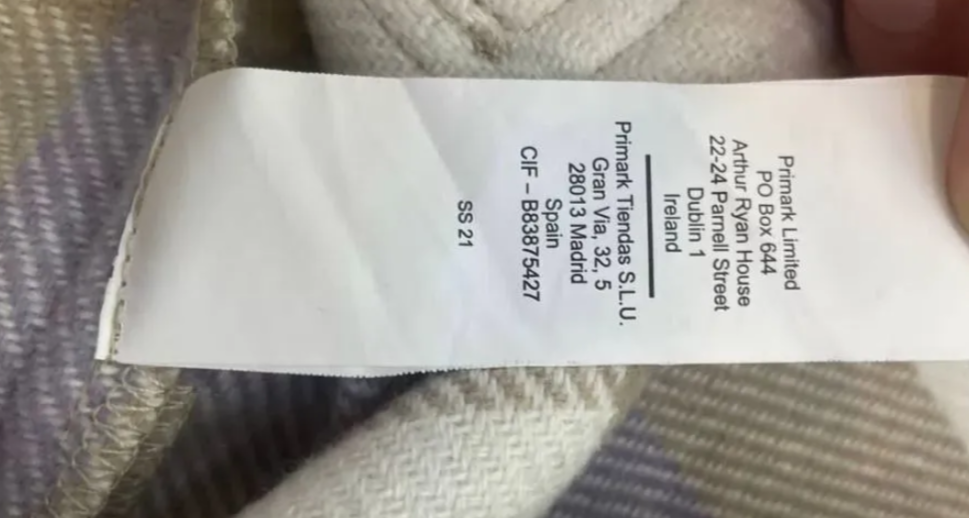 Primark Limited
PO Box 644
Arthur Ryan House
22-24 Parnell Street
Dublin 1
Ireland
Primark Tiendas S.L.U.
Gran Via, 32, 5
28013 Madrid
Spain
CIF – B83875427
SS 21